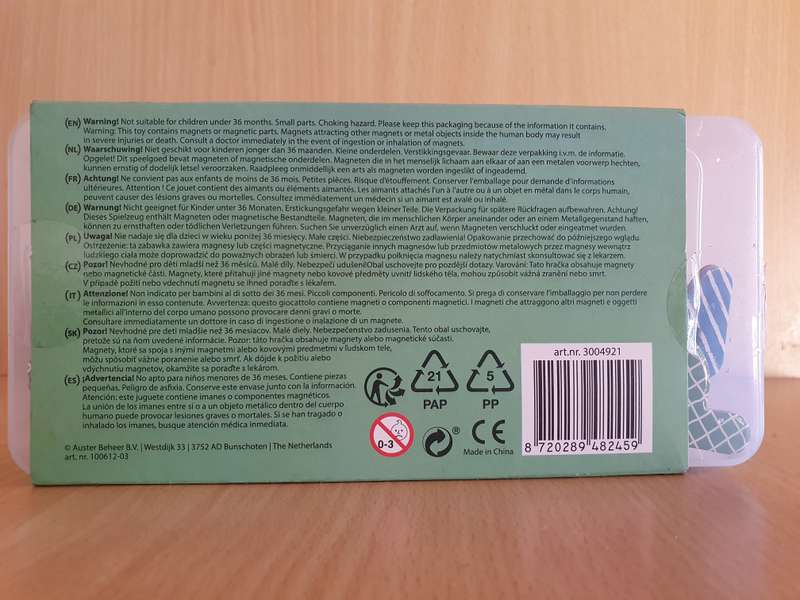 (EN) Warning! Not suitable for children under 36 months. Small parts. Choking hazard. Please keep this packaging because of the information it contains.
Warning: This toy contains magnets or magnetic parts. Magnets attracting other magnets or metal objects inside the human body may result
in severe injuries or death. Consult a doctor immediately in the event of ingestion or inhalation of magnets.
(NL) Waarschuwing! Niet geschikt voor kinderen jonger dan 36 maanden. Kleine onderdelen. Verstikkingsgevaar. Bewaar deze verpakking i.v.m. de informatie.
Opgelet! Dit speelgoed bevat magneten of magnetische onderdelen. Magneten die in het menselijk lichaam aan elkaar of aan een metalen voorwerp hechten,
kunnen ernstig of dodelijk letsel veroorzaken. Raadpleeg onmiddellijk een arts als magneten worden ingeslikt of ingeademd.
(FR) Achtung! Ne convient pas aux enfants de moins de 36 mois. Petites pièces. Risque d'étouffement. Conserver l'emballage pour demande d'informations
ultérieures. Attention ! Ce jouet contient des aimants ou éléments aimantés. Les aimants attachés l'un à l'autre ou à un objet en métal dans le corps humain,
peuvent causer des lésions graves ou mortelles. Consultez immédiatement un médecin si un aimant est avalé ou inhalé.
(DE) Warnung! Nicht geeignet für Kinder unter 36 Monaten. Erstickungsgefahr wegen kleiner Teile. Die Verpackung für spätere Rückfragen aufbewahren. Achtung!
Dieses Spielzeug enthält Magneten oder magnetische Bestandteile. Magneten, die im menschlichen Körper aneinander oder an einem Metallgegenstand haften,
können zu ernsthaften oder tödlichen Verletzungen führen. Suchen Sie unverzüglich einen Arzt auf, wenn Magneten verschluckt oder eingeatmet wurden.
(PL) Uwaga! Nie nadaje się dla dzieci w wieku poniżej 36 miesięcy. Małe części. Niebezpieczeństwo zadławienia! Opakowanie przechować do późniejszego wglądu.
Ostrzeżenie: ta zabawka zawiera magnesy lub części magnetyczne. Przyciąganie innych magnesów lub przedmiotów metalowych przez magnesy wewnątrz
ludzkiego ciała może doprowadzić do poważnych obrażeń lub śmierci. W przypadku połknięcia magnesu należy natychmiast skonsultować się z lekarzem.
(CZ) Pozor! Nevhodné pro děti mladší než 36 měsíců. Malé díly. Nebezpečí udušeníObal uschovejte pro pozdější dotazy. Varování: Tato hračka obsahuje magnety
nebo magnetické části. Magnety, které přitahují jiné magnety nebo kovové předměty uvnitř lidského těla, mohou způsobit vážná zranění nebo smrt.
V případě požití nebo vdechnutí magnetu se ihned poraďte s lékařem.
(IT) Attenzione! Non indicato per bambini al di sotto dei 36 mesi. Piccoli componenti. Pericolo di soffocamento. Si prega di conservare l'imballaggio per non perdere
le informazioni in esso contenute. Avvertenza: questo giocattolo contiene magneti o componenti magnetici. I magneti che attraggono altri magneti e oggetti
metallici all'interno del corpo umano possono provocare danni gravi o morte.
Consultare immediatamente un dottore in caso di ingestione o inalazione di un magnete.
(SK) Pozor! Nevhodné pre deti mladšie než 36 mesiacov. Malé diely. Nebezpečenstvo zadusenia. Tento obal uschovajte,
pretože sú na ňom uvedené informácie. Pozor: táto hračka obsahuje magnety alebo magnetické súčasti.
Magnety, ktoré sa spoja s inými magnetmi alebo kovovými predmetmi v ľudskom tele,
môžu spôsobiť vážne poranenie alebo smrť. Ak dôjde k požitiu alebo
vdýchnutiu magnetov, okamžite sa poraďte s lekárom.
(ES) ¡Advertencia! No apto para niños menores de 36 meses. Contiene piezas
pequeñas. Peligro de asfixia. Conserve este envase junto con la información.
Atención: este juguete contiene imanes o componentes magnéticos.
La unión de los imanes entre si o a un objeto metálico dentro del cuerpo
humano puede provocar lesiones graves o mortales. Si se han tragado o
inhalado los imanes, busque atención médica inmediata.
© Auster Beheer B.V. | Westdijk 33 | 3752 AD Bunschoten | The Netherlands
art. nr. 100612-03
21
PAP
5
PP
0-3
®
CE
Made in China
art.nr. 3004921
8 720289 482459